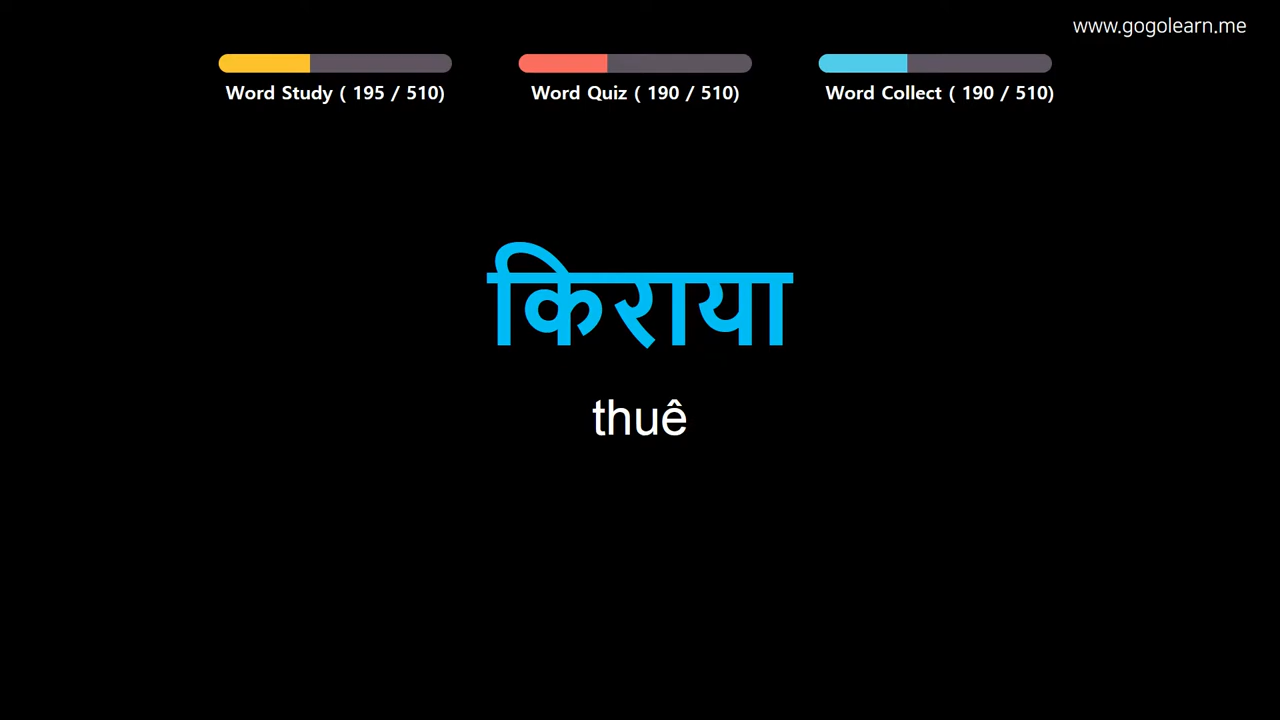 www.gogolearn.me
Word Study ( 195 / 510)
Word Quiz ( 190 / 510)
Word Collect ( 190 / 510)
किराया
thuê